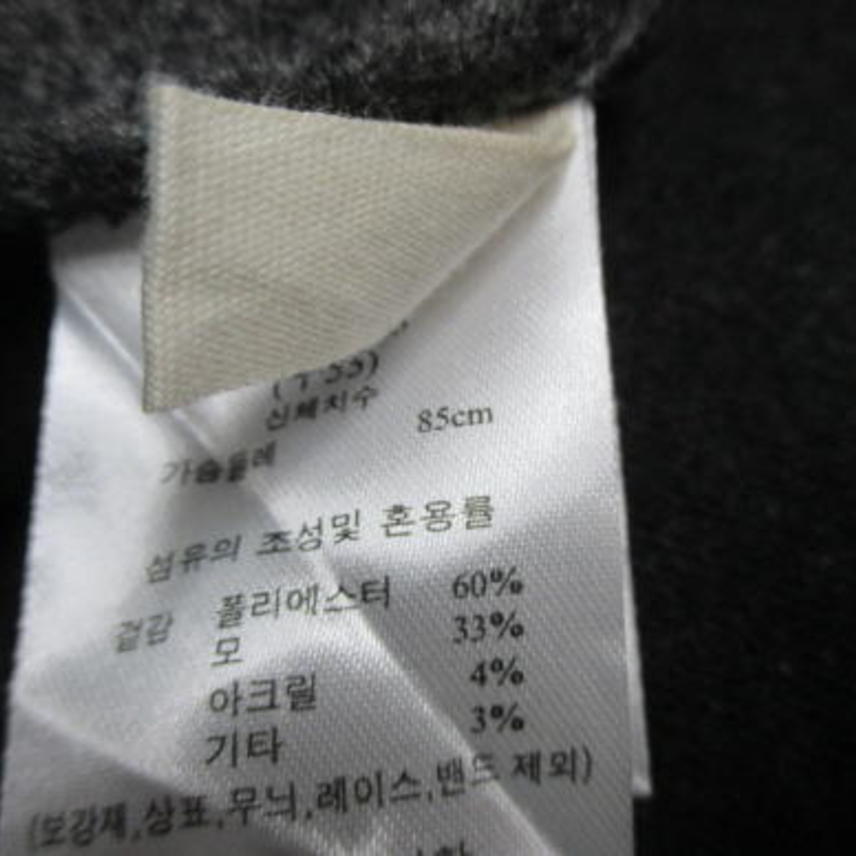 신체치수
가슴둘레 85cm
섬유의 조성및 혼용률
겉감 폴리에스터 60%
모 33%
아크릴 4%
기타 3%
(보강재,상표,무늬,레이스,밴드 제외)